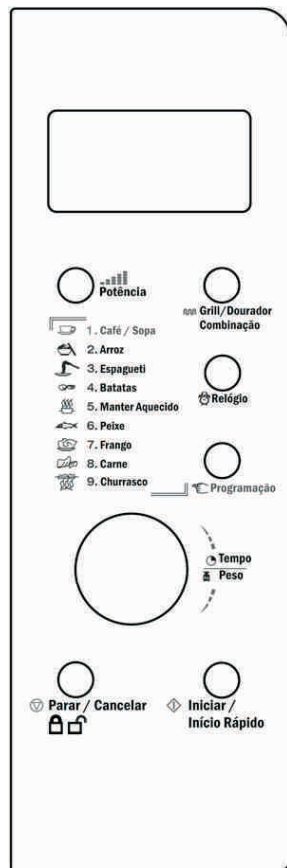 Potência
Grill/Dourador
Combinação
1. Café / Sopa
2. Arroz
3. Espagueti
4. Batatas
5. Manter Aquecido
6. Peixe
7. Frango
8. Carne
9. Churrasco
Relógio
Programação
Tempo
Peso
Parar / Cancelar
Iniciar /
Início Rápido